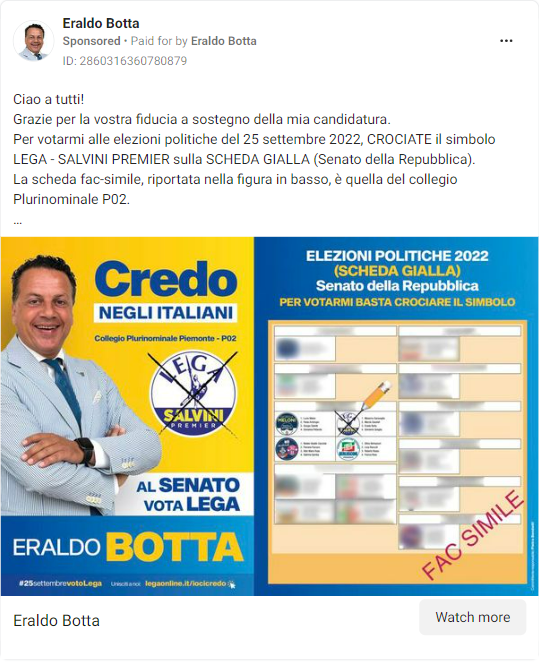 Eraldo Botta
Sponsored • Paid for by Eraldo Botta
ID: 2860316360780879
Ciao a tutti!
Grazie per la vostra fiducia a sostegno della mia candidatura.
Per votarmi alle elezioni politiche del 25 settembre 2022, CROCIATE il simbolo
LEGA - SALVINI PREMIER sulla SCHEDA GIALLA (Senato della Repubblica).
La scheda fac-simile, riportata nella figura in basso, è quella del collegio
Plurinominale P02.
...
Credo
NEGLI ITALIANI
Collegio Plurinominale Piemonte - P02
LEGA
SALVINI
PREMIER
AL SENATO
VOTA LEGA
ERALDO BOTTA
#25settembrevotoLega
legaonline.it/iocicredo
ELEZIONI POLITICHE 2022
(SCHEDA GIALLA)
Senato della Repubblica
PER VOTARMI BASTA CROCIARE IL SIMBOLO
MELONI
LEGA
FAC SIMILE
Eraldo Botta
Watch more